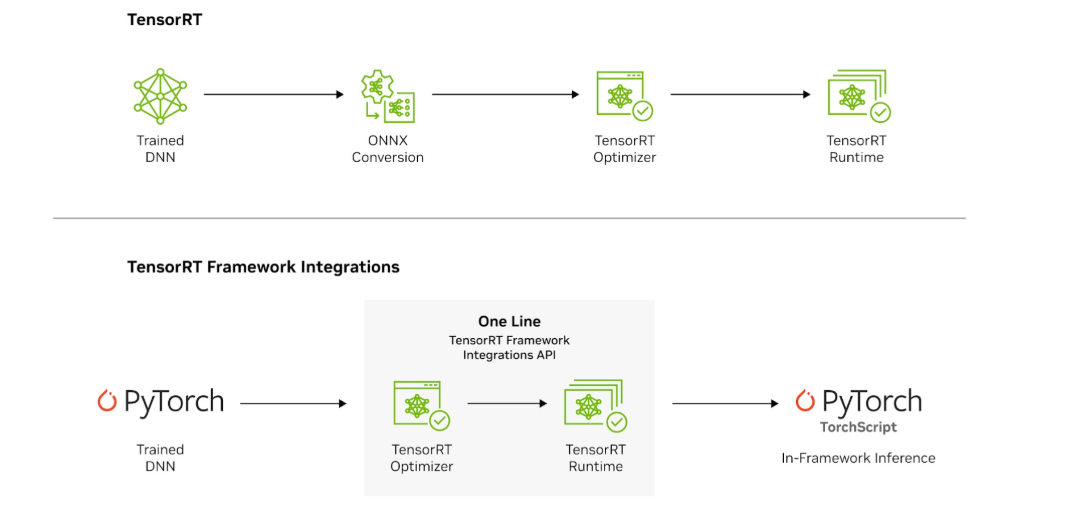 TensorRT
Trained
DNN
ONNX
Conversion
TensorRT
Optimizer
TensorRT
Runtime
TensorRT Framework Integrations
One Line
TensorRT Framework
Integrations API
PyTorch
Trained
DNN
TensorRT
Optimizer
TensorRT
Runtime
PyTorch
TorchScript
In-Framework Inference